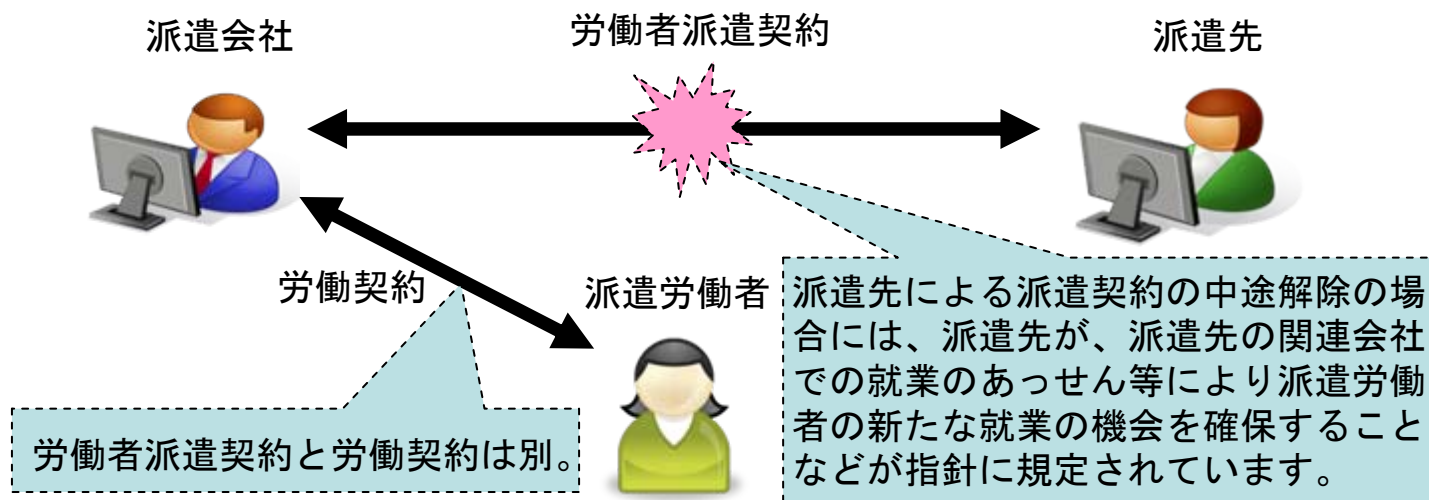 派遣会社
労働者派遣契約
派遣先
労働契約
派遣労働者
派遣先による派遣契約の中途解除の場
合には、派遣先が、派遣先の関連会社
での就業のあっせん等により派遣労働
者の新たな就業の機会を確保すること
などが指針に規定されています。
労働者派遣契約と労働契約は別。